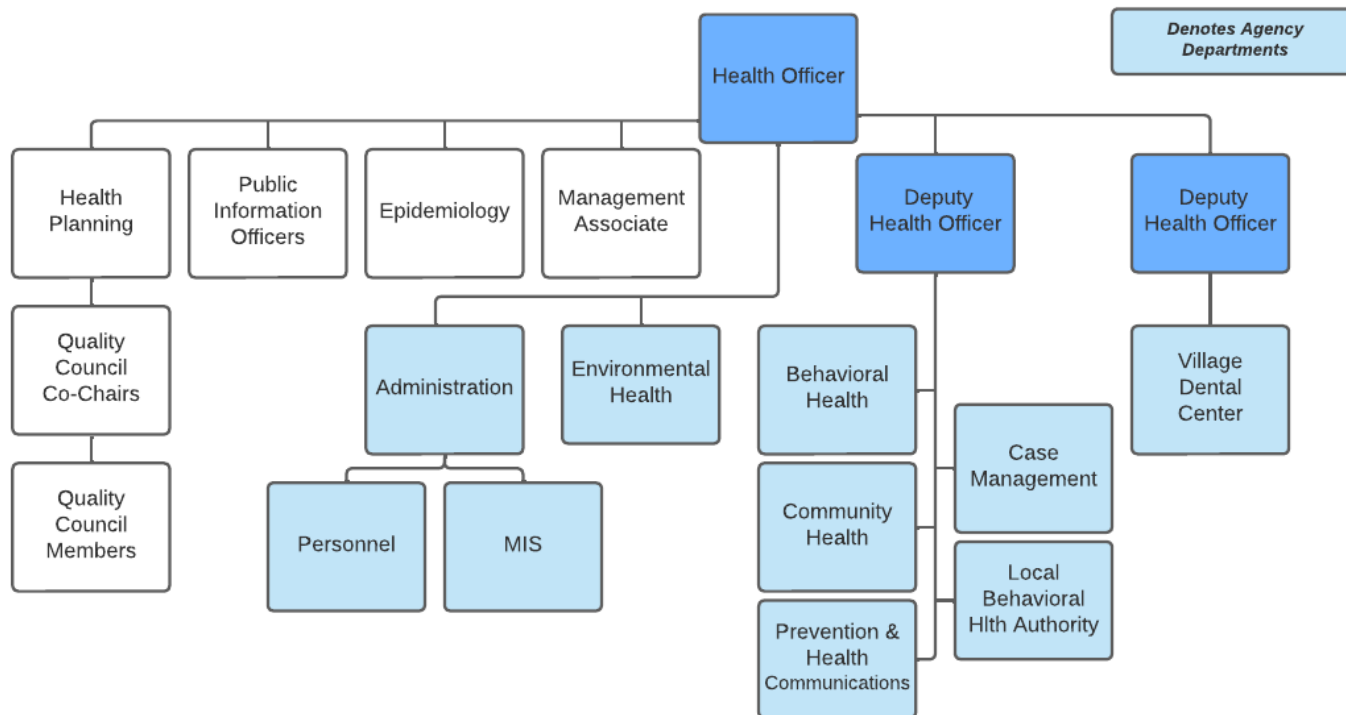 Health Officer
Denotes Agency
Departments
Health
Planning
Public
Information
Officers
Epidemiology
Management
Associate
Deputy
Health Officer
Deputy
Health Officer
Quality
Council
Co-Chairs
Administration
Environmental
Health
Behavioral
Health
Village
Dental
Center
Case
Management
Quality
Council
Members
Personnel
MIS
Community
Health
Local
Behavioral
Hlth Authority
Prevention &
Health
Communications